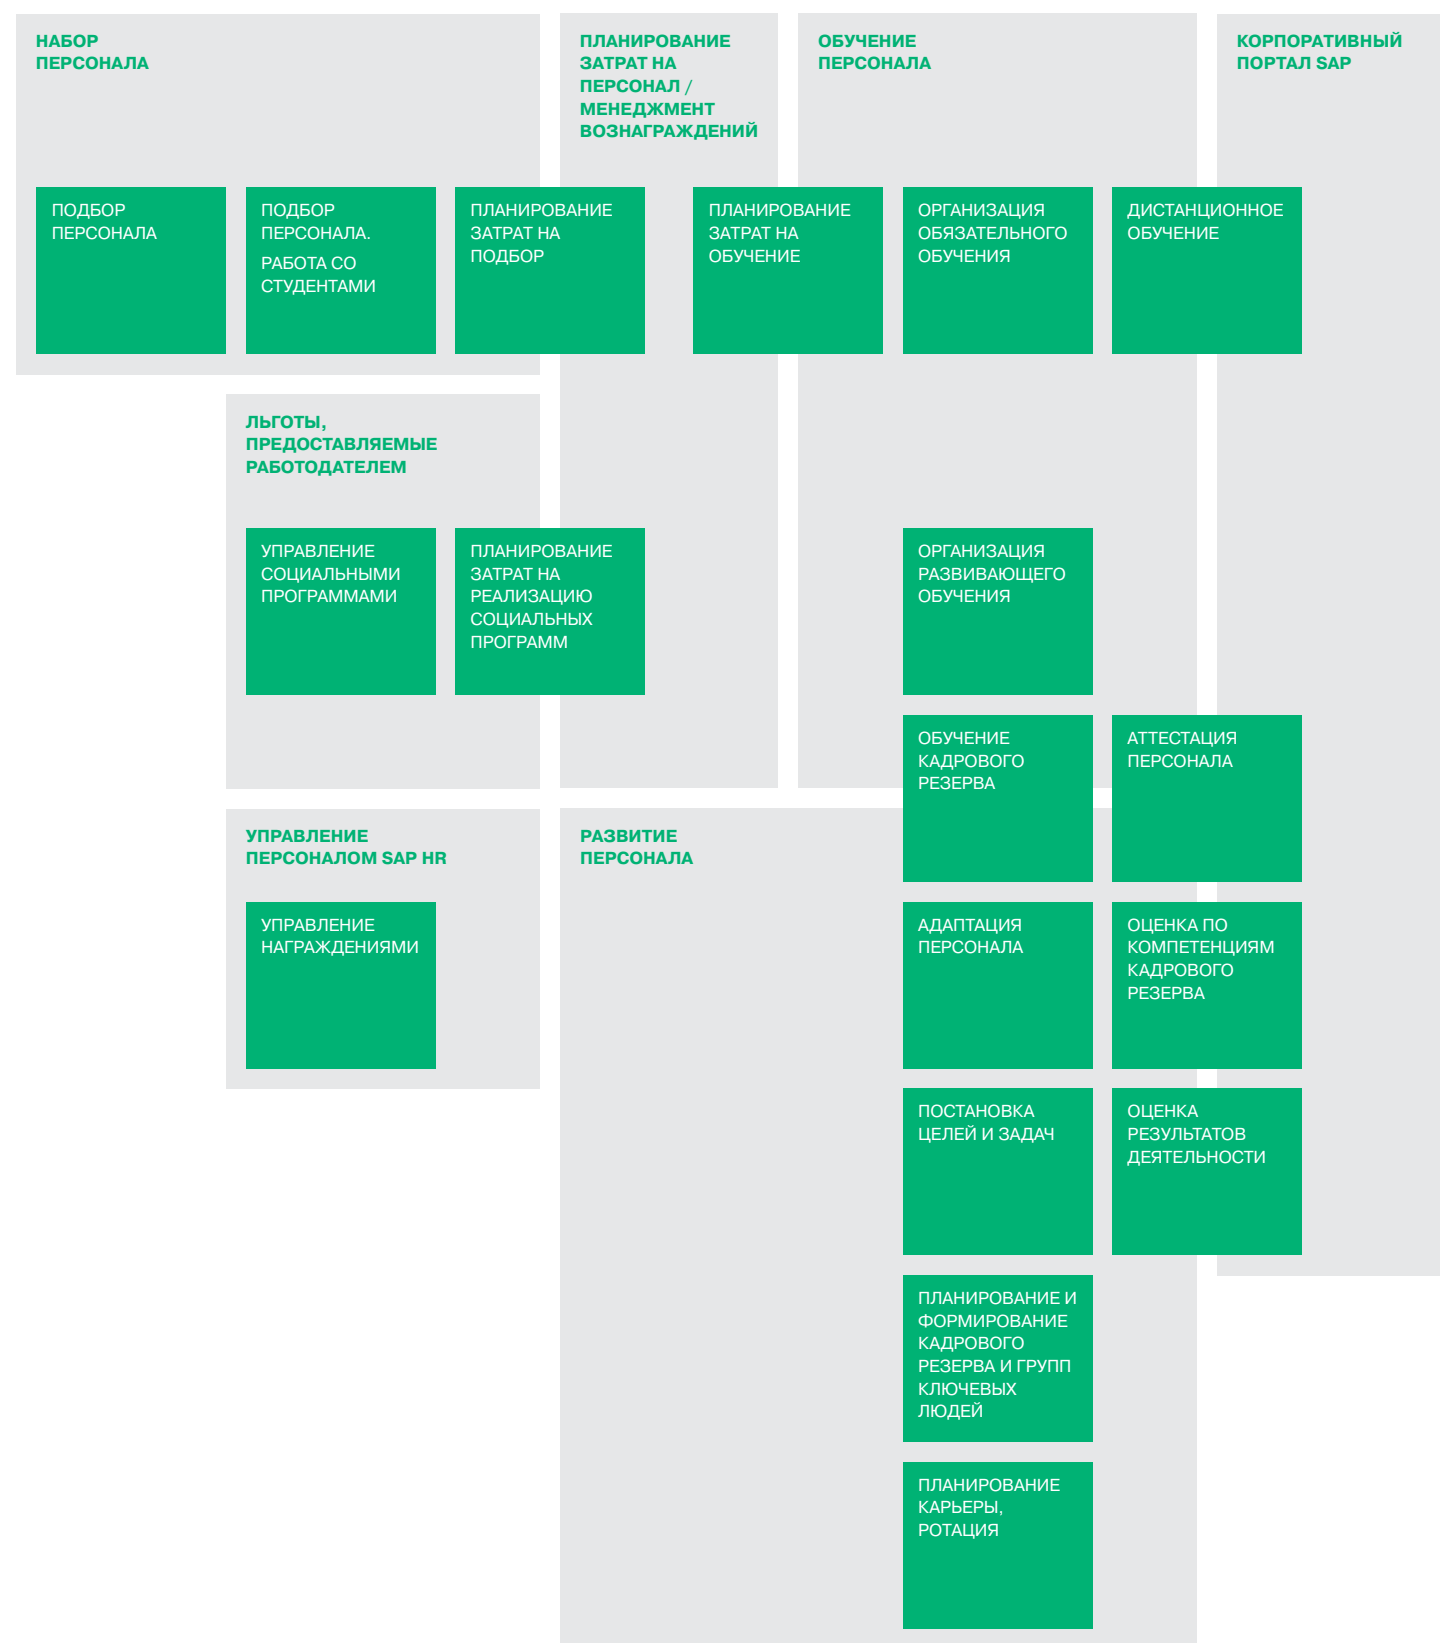 НАБОР
ПЕРСОНАЛА
ПЛАНИРОВАНИЕ
ЗАТРАТ НА
ПЕРСОНАЛ /
МЕНЕДЖМЕНТ
ВОЗНАГРАЖДЕНИЙ
ОБУЧЕНИЕ
ПЕРСОНАЛА
КОРПОРАТИВНЫЙ
ПОРТАЛ SAP
ПОДБОР
ПЕРСОНАЛА
ПОДБОР
ПЕРСОНАЛА.
РАБОТА СО
СТУДЕНТАМИ
ПЛАНИРОВАНИЕ
ЗАТРАТ НА
ПОДБОР
ПЛАНИРОВАНИЕ
ЗАТРАТ НА
ОБУЧЕНИЕ
ОРГАНИЗАЦИЯ
ОБЯЗАТЕЛЬНОГО
ОБУЧЕНИЯ
ДИСТАНЦИОННОЕ
ОБУЧЕНИЕ
ЛЬГОТЫ,
ПРЕДОСТАВЛЯЕМЫЕ
РАБОТОДАТЕЛЕМ
УПРАВЛЕНИЕ
СОЦИАЛЬНЫМИ
ПРОГРАММАМИ
ПЛАНИРОВАНИЕ
ЗАТРАТ НА
РЕАЛИЗАЦИЮ
СОЦИАЛЬНЫХ
ПРОГРАММ
ОРГАНИЗАЦИЯ
РАЗВИВАЮЩЕГО
ОБУЧЕНИЯ
ОБУЧЕНИЕ
КАДРОВОГО
РЕЗЕРВА
АТТЕСТАЦИЯ
ПЕРСОНАЛА
УПРАВЛЕНИЕ
ПЕРСОНАЛОМ SAP HR
РАЗВИТИЕ
ПЕРСОНАЛА
УПРАВЛЕНИЕ
НАГРАЖДЕНИЯМИ
АДАПТАЦИЯ
ПЕРСОНАЛА
ОЦЕНКА ПО
КОМПЕТЕНЦИЯМ
КАДРОВОГО
РЕЗЕРВА
ПОСТАНОВКА
ЦЕЛЕЙ И ЗАДАЧ
ОЦЕНКА
РЕЗУЛЬТАТОВ
ДЕЯТЕЛЬНОСТИ
ПЛАНИРОВАНИЕ И
ФОРМИРОВАНИЕ
КАДРОВОГО
РЕЗЕРВА И ГРУПП
КЛЮЧЕВЫХ
ЛЮДЕЙ
ПЛАНИРОВАНИЕ
КАРЬЕРЫ,
РОТАЦИЯ